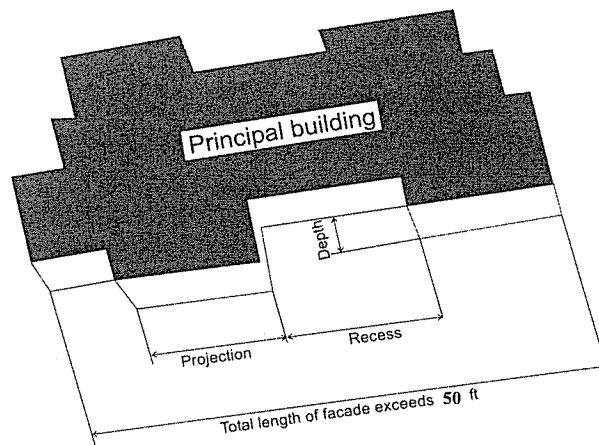 Principal building
Depth
Projection
Recess
Total length of facade exceeds 50 ft